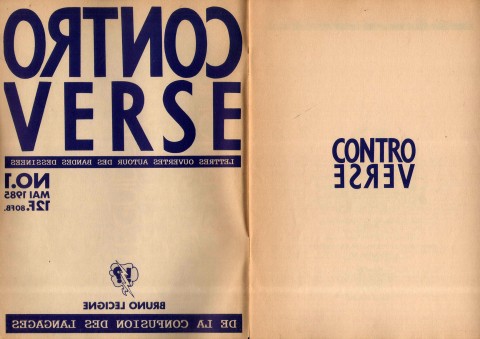 CONTRO
VERSE
LETTRES OUVERTES AUTOUR DES BANDES DESSINEES
NO.1
MAI 1985
12F. 80FB.
BRUNO LECIGNE
DE LA CONFUSION DES LANGAGES
CONTRO
VERSE